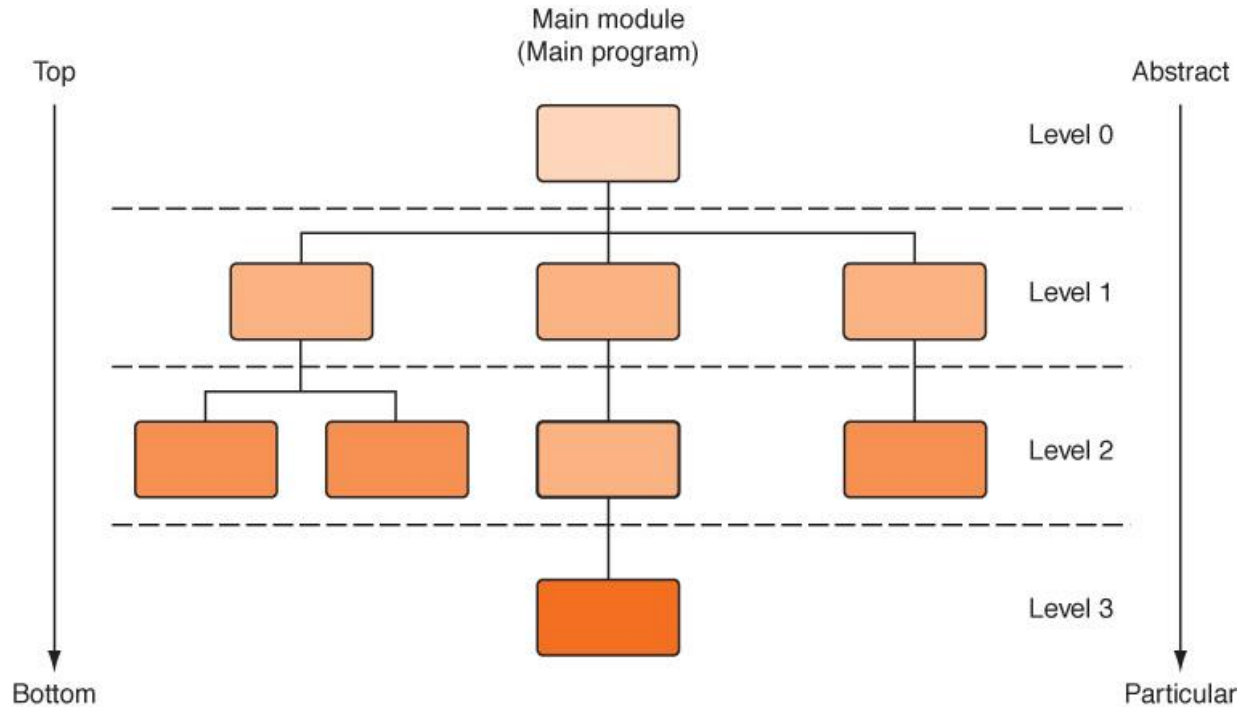 Main module
(Main program)
Top
Abstract
Level 0
Level 1
Level 2
Level 3
Bottom
Particular